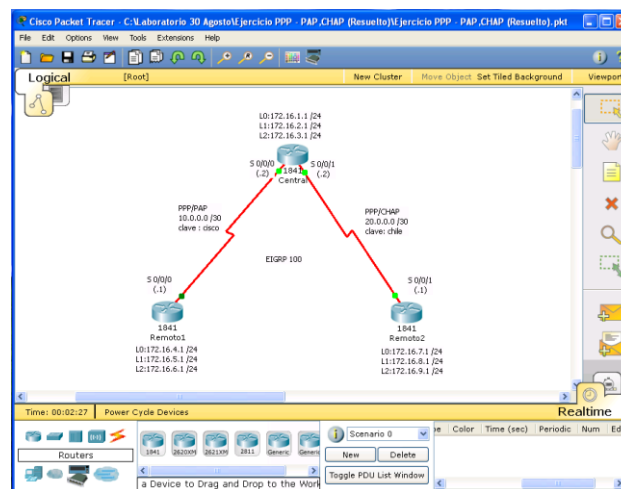 Cisco Packet Tracer - C:\Laboratorio 30 Agosto\Ejercicio PPP - PAP,CHAP (Resuelto)\Ejercicio PPP - PAP,CHAP (Resuelto).pkt
File Edit Options View Tools Extensions Help
Logical [Root] New Cluster Move Object Set Tiled Background Viewport
L0:172.16.1.1 /24
L1:172.16.2.1 /24
L2:172.16.3.1 /24
S 0/0/0 S 0/0/1
(.2) 1841 (.2)
Central
PPP/PAP PPP/CHAP
10.0.0.0 /30 20.0.0.0 /30
clave : cisco clave: chile
EIGRP 100
S 0/0/0 S 0/0/1
(.1) (.1)
1841 1841
Remoto1 Remoto2
L0:172.16.4.1 /24 L0:172.16.7.1 /24
L1:172.16.5.1 /24 L1:172.16.8.1 /24
L2:172.16.6.1 /24 L2:172.16.9.1 /24
Time: 00:02:27 Power Cycle Devices Realtime
Scenario 0 Color Time (sec) Periodic Num
Routers 1841 2620XM 2621XM 2811 Generic New Delete
Toggle PDU List Window
a Device to Drag and Drop to the Work